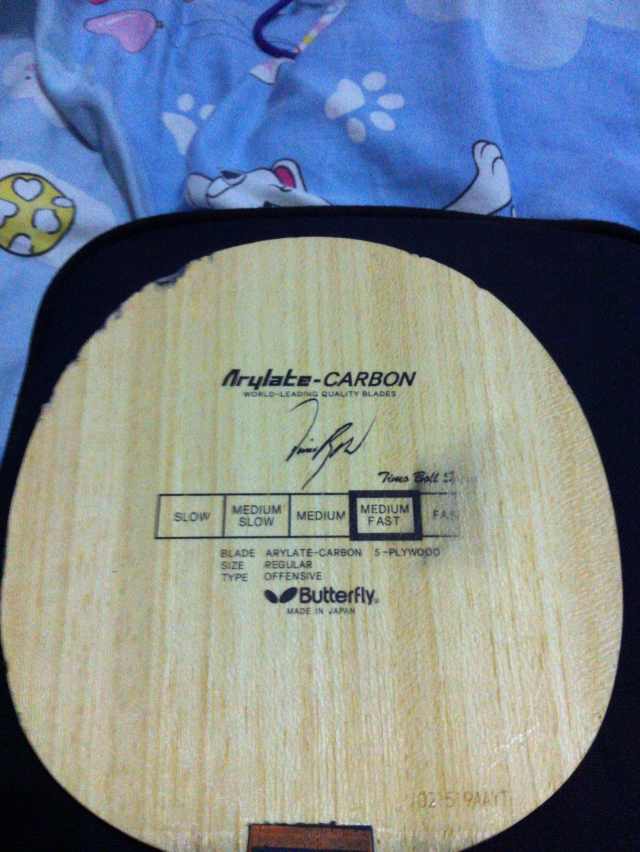 Arylate-CARBON
WORLD-LEADING QUALITY BLADES
Timo Boll
SLOW MEDIUM SLOW MEDIUM MEDIUM FAST
BLADE ARYLATE-CARBON 5-PLYWOOD
SIZE REGULAR
TYPE OFFENSIVE
Butterfly®
MADE IN JAPAN